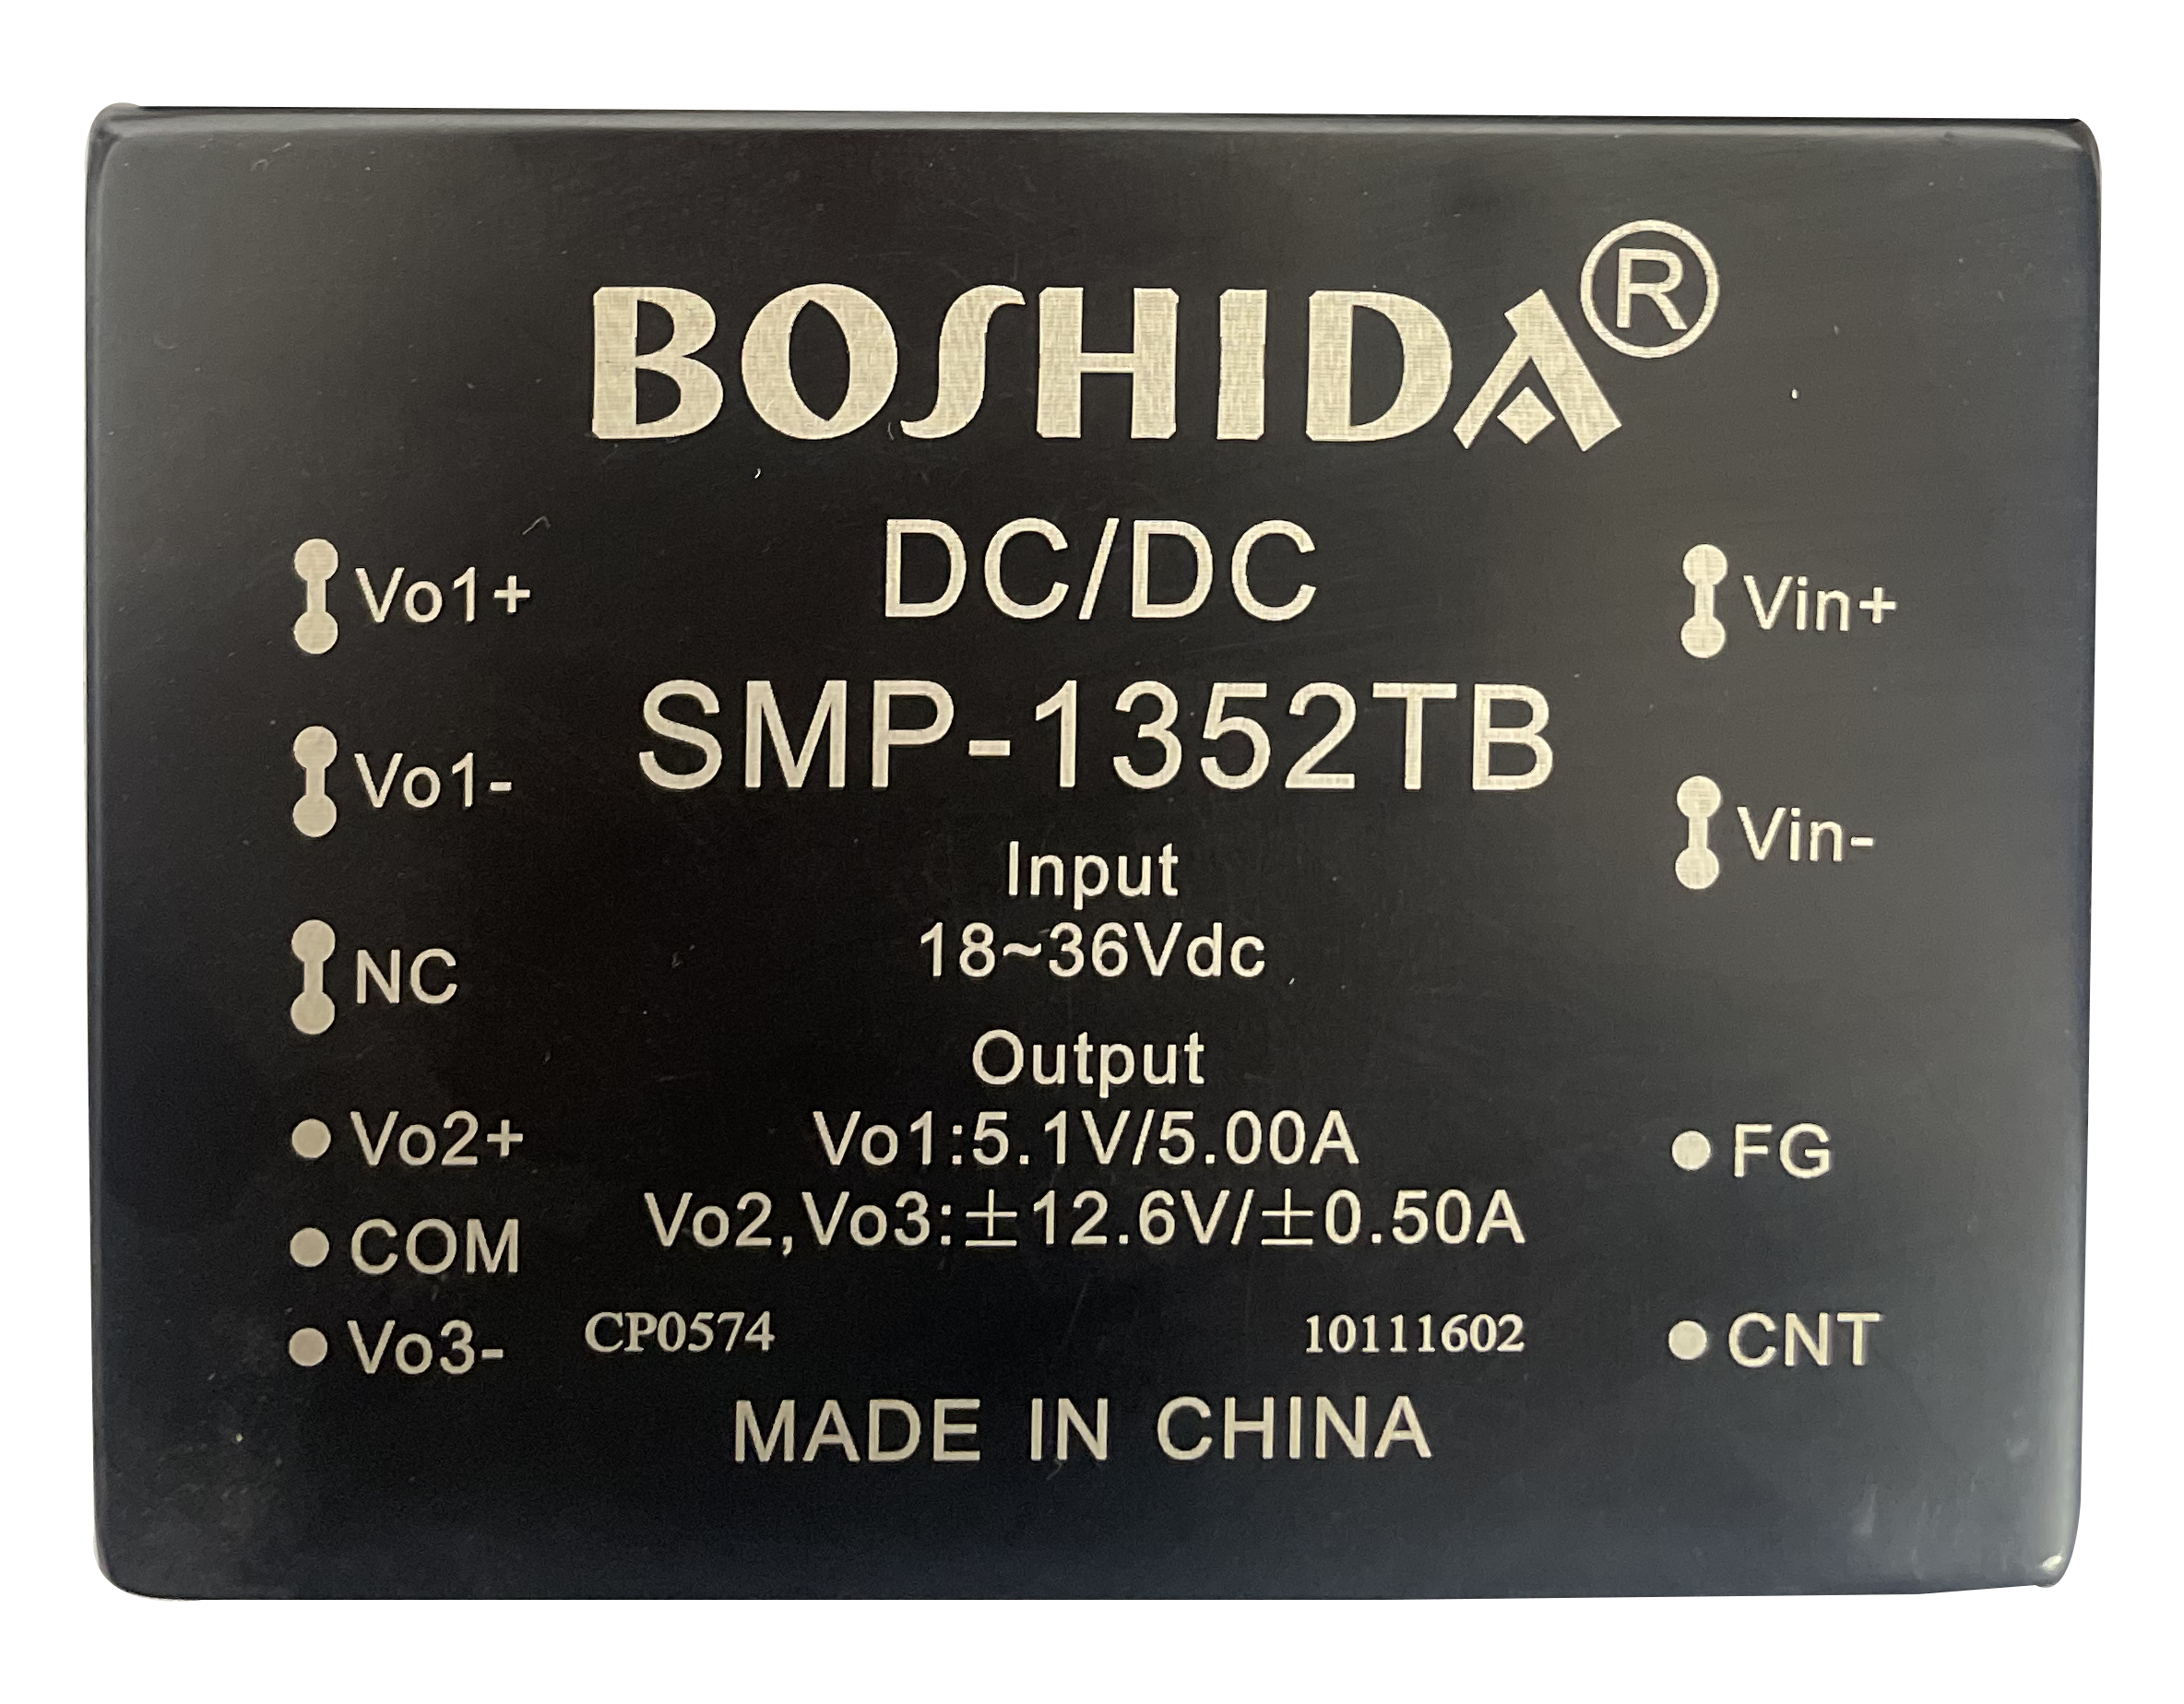 BOSHIDA®
DC/DC
SMP-1352TB
Input
18~36Vdc
Output
Vo1:5.1V/5.00A
Vo2,Vo3:±12.6V/±0.50A
CP0574 10111602
MADE IN CHINA
Vo1+
Vo1-
NC
Vo2+
COM
Vo3-
Vin+
Vin-
FG
CNT